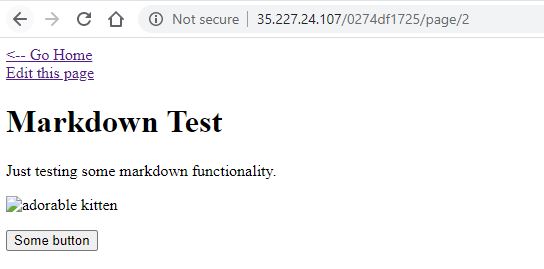 Not secure | 35.227.24.107/0274df1725/page/2
<-- Go Home
Edit this page
Markdown Test
Just testing some markdown functionality.
adorable kitten
Some button